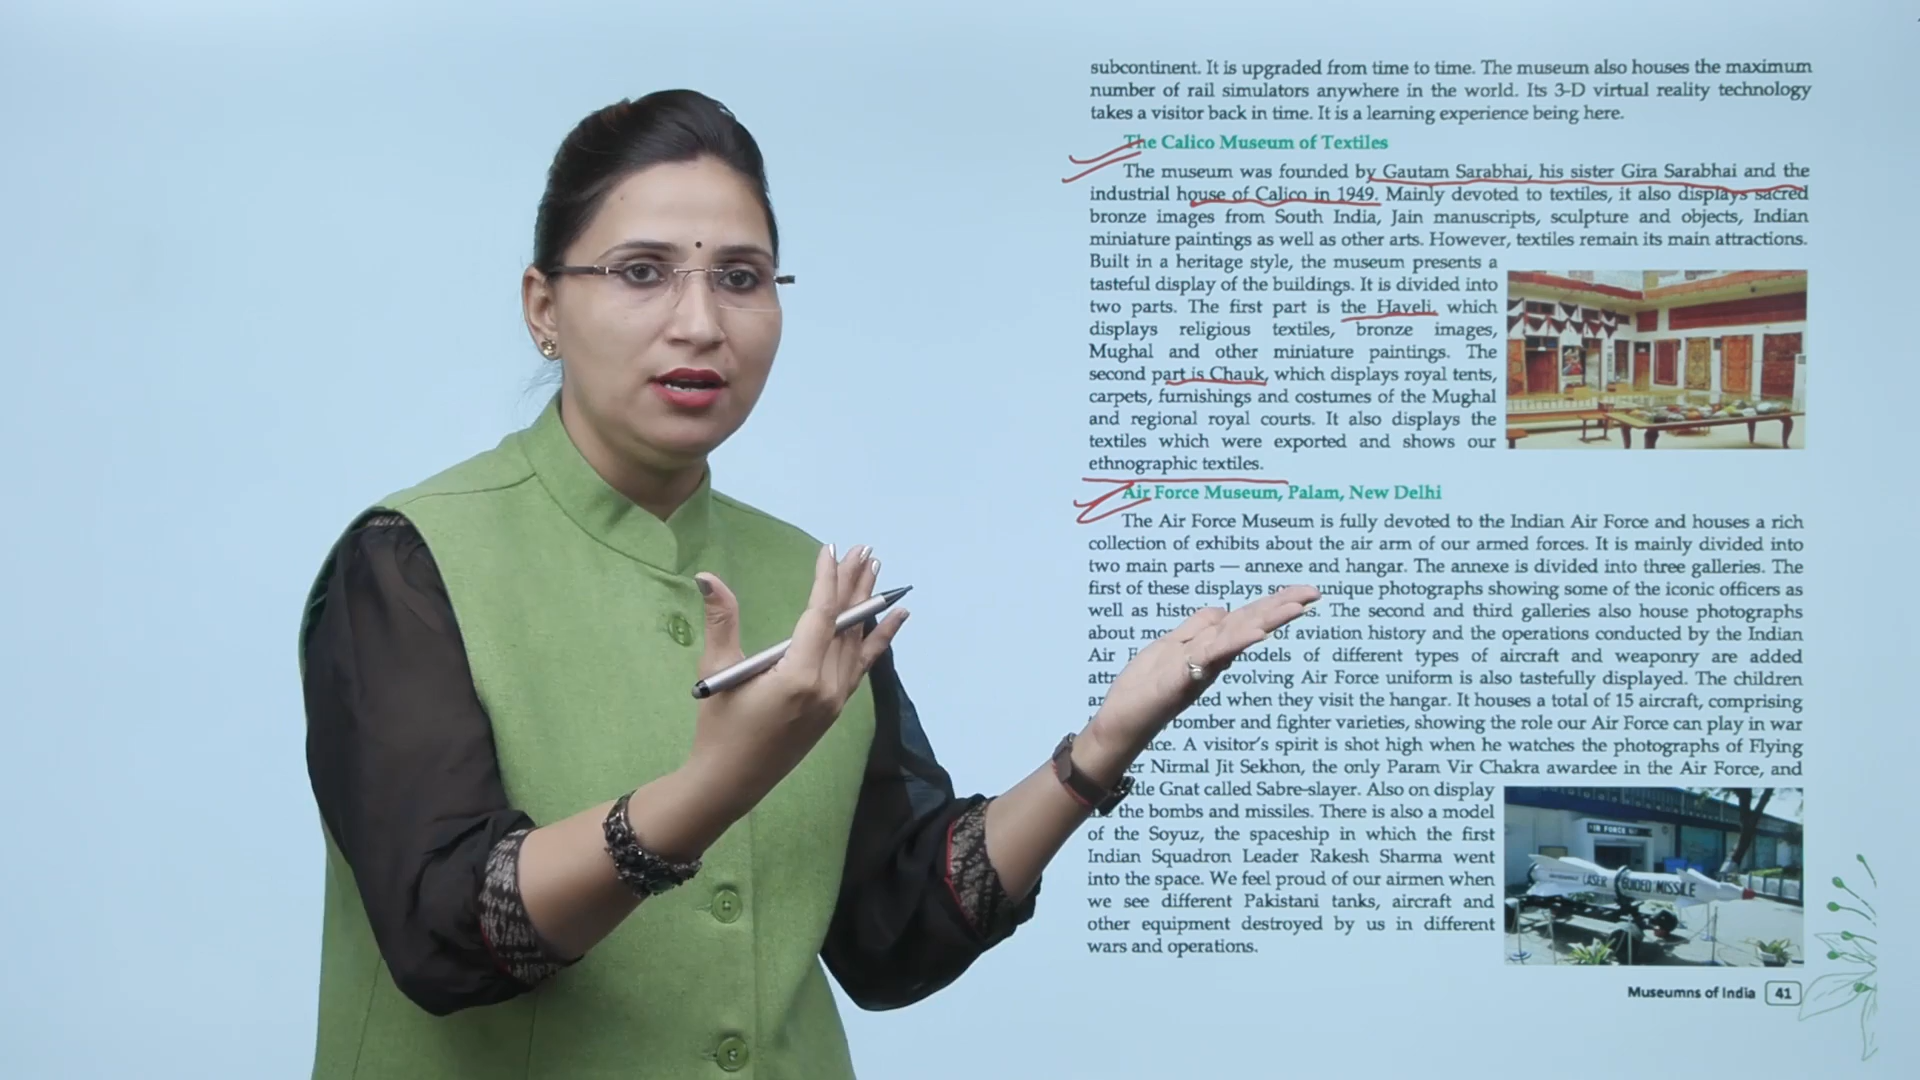 subcontinent. It is upgraded from time to time. The museum also houses the maximum
number of rail simulators anywhere in the world. Its 3-D virtual reality technology
takes a visitor back in time. It is a learning experience being here.
The Calico Museum of Textiles
The museum was founded by Gautam Sarabhai, his sister Gira Sarabhai and the
industrial house of Calico in 1949. Mainly devoted to textiles, it also displays sacred
bronze images from South India, Jain manuscripts, sculpture and objects, Indian
miniature paintings as well as other arts. However, textiles remain its main attractions.
Built in a heritage style, the museum presents a
tasteful display of the buildings. It is divided into
two parts. The first part is the Haveli, which
displays religious textiles, bronze images,
Mughal and other miniature paintings. The
second part is Chauk, which displays royal tents,
carpets, furnishings and costumes of the Mughal
and regional royal courts. It also displays the
textiles which were exported and shows our
ethnographic textiles.
Air Force Museum, Palam, New Delhi
The Air Force Museum is fully devoted to the Indian Air Force and houses a rich
collection of exhibits about the air arm of our armed forces. It is mainly divided into
two main parts — annexe and hangar. The annexe is divided into three galleries. The
first of these displays unique photographs showing some of the iconic officers as
well as The second and third galleries also house photographs
about of aviation history and the operations conducted by the Indian
Air models of different types of aircraft and weaponry are added
evolving Air Force uniform is also tastefully displayed. The children
when they visit the hangar. It houses a total of 15 aircraft, comprising
bomber and fighter varieties, showing the role our Air Force can play in war
A visitor's spirit is shot high when he watches the photographs of Flying
Nirmal Jit Sekhon, the only Param Vir Chakra awardee in the Air Force, and
Gnat called Sabre-slayer. Also on display
the bombs and missiles. There is also a model
of the Soyuz, the spaceship in which the first
Indian Squadron Leader Rakesh Sharma went
into the space. We feel proud of our airmen when
we see different Pakistani tanks, aircraft and
other equipment destroyed by us in different
wars and operations.
AIR FORCE
LASER GUIDED MISSILE
Museumns of India 41